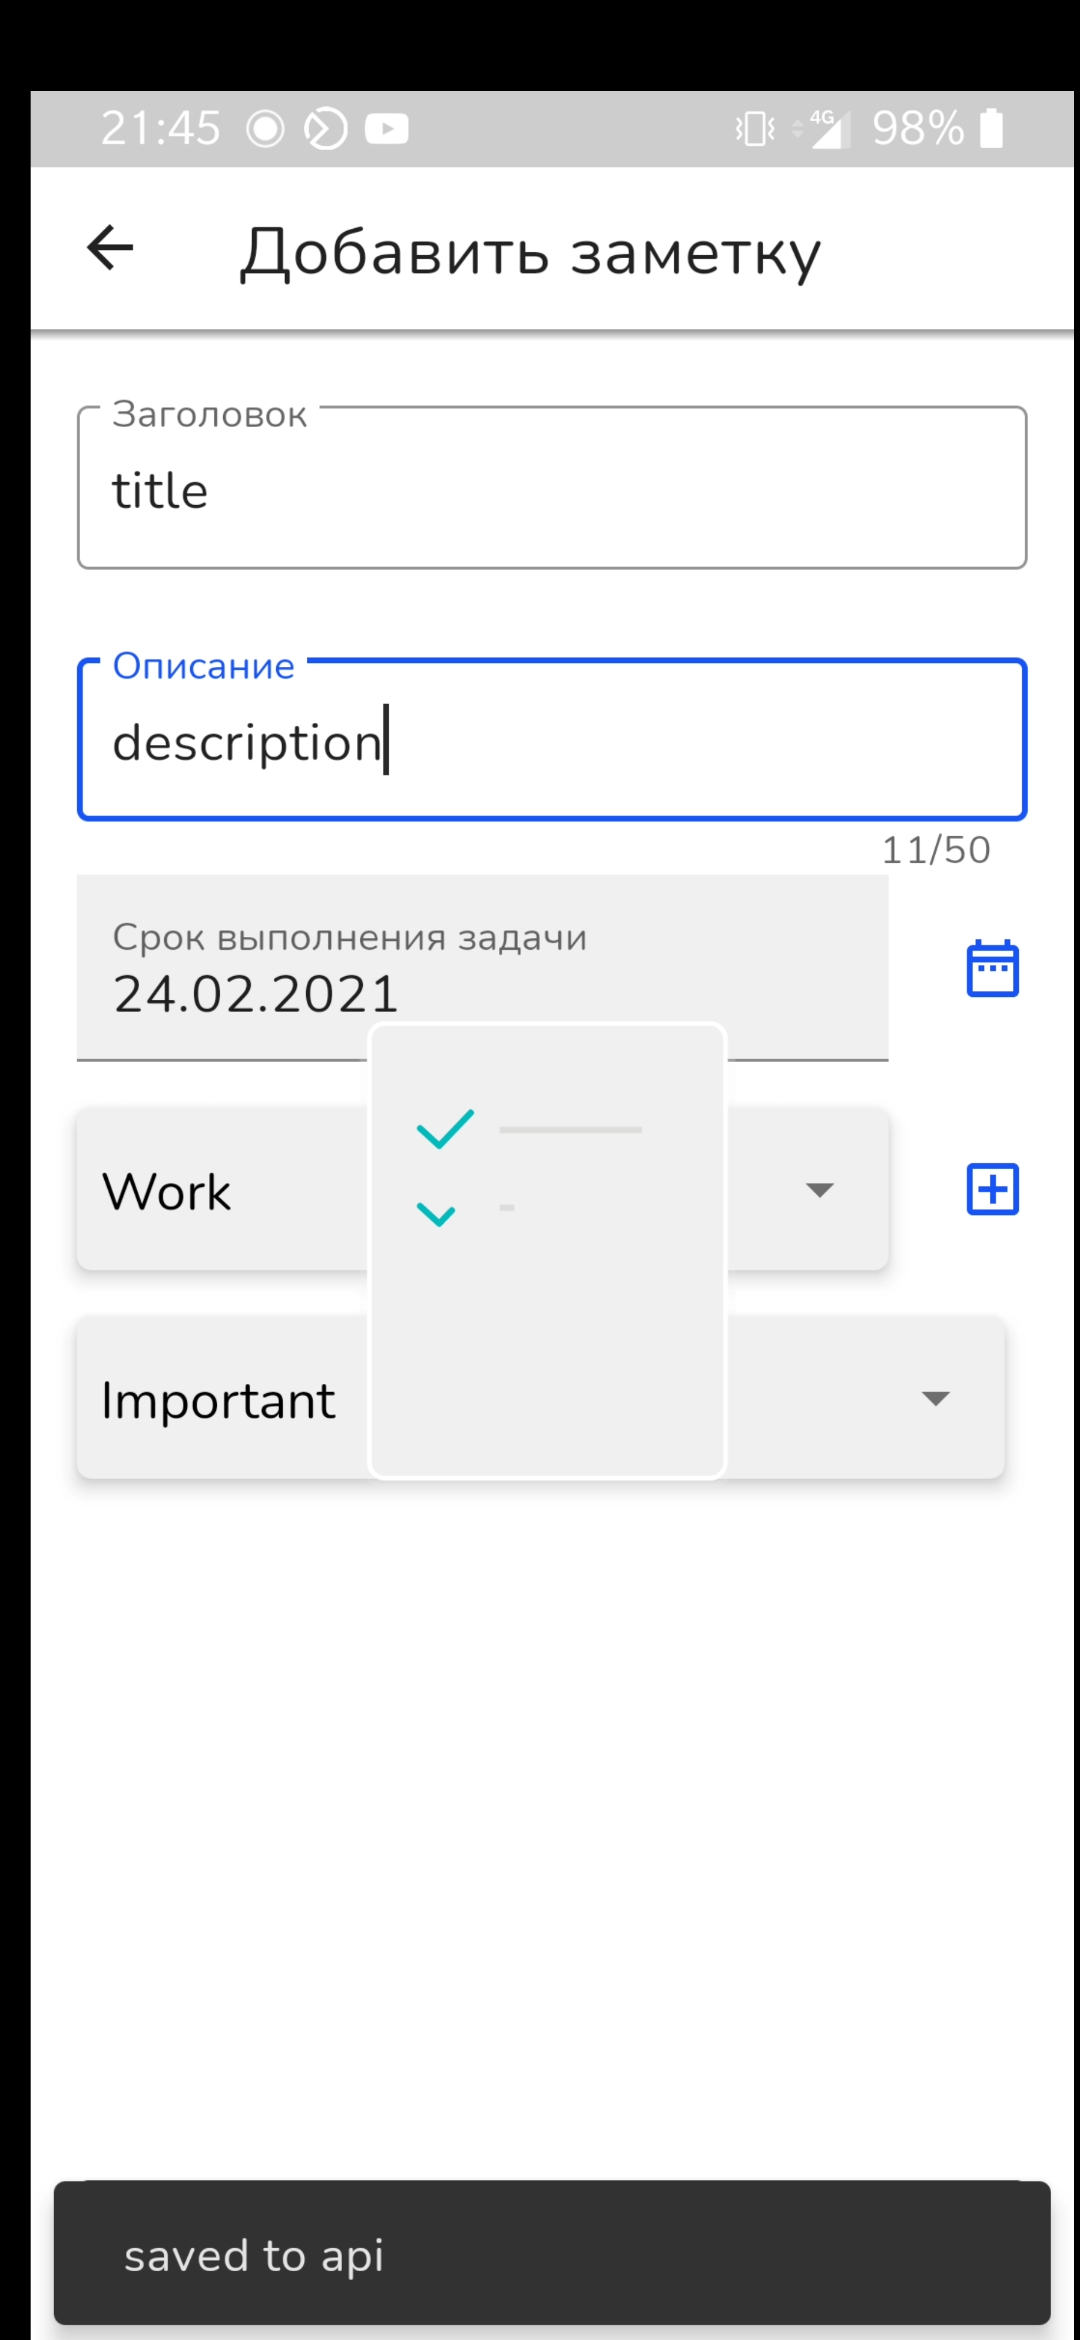 21:45 4G 98%
Добавить заметку
Заголовок
title
Описание
description
11/50
Срок выполнения задачи
24.02.2021
Work
Important
saved to api